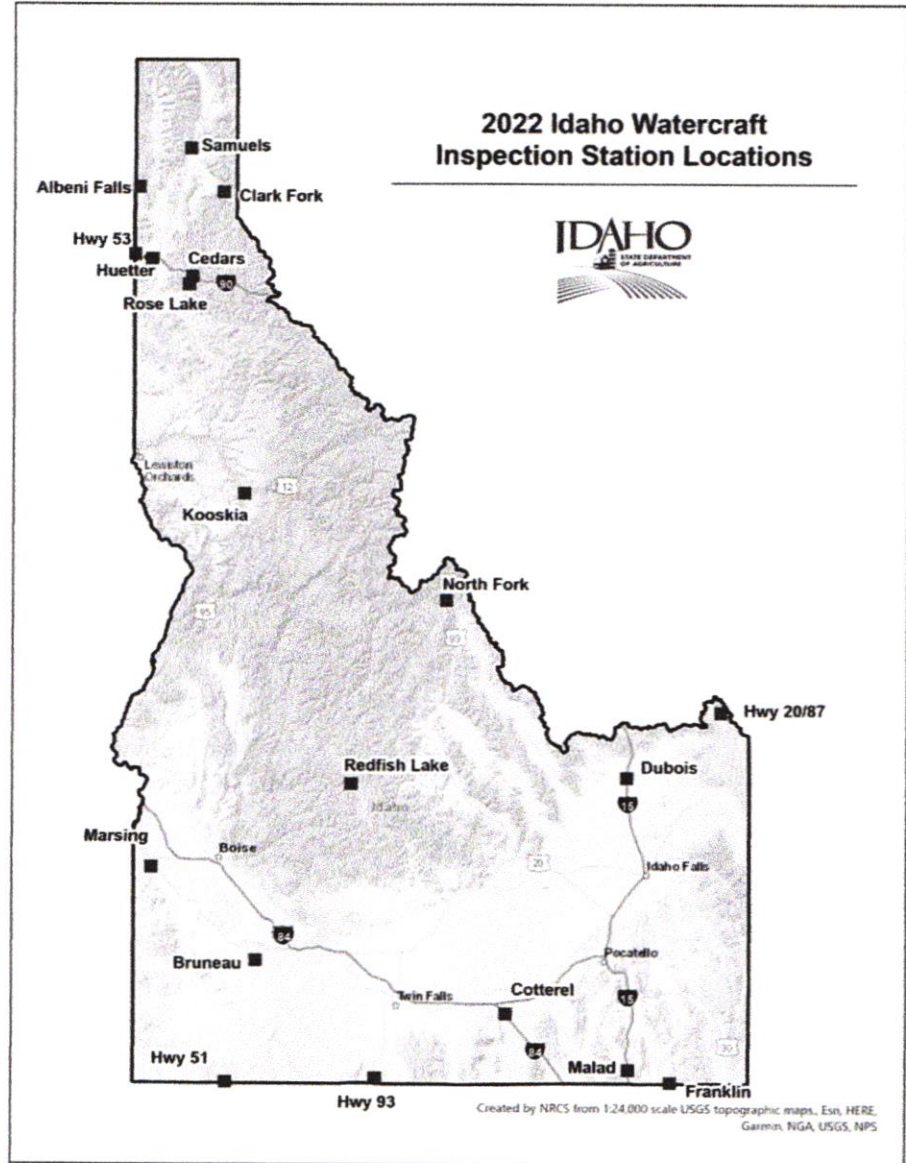 2022 Idaho Watercraft
Inspection Station Locations
IDAHO
STATE DEPARTMENT
OF AGRICULTURE
Samuels
Albeni Falls
Clark Fork
Hwy 53
Cedars
Huetter
90
Rose Lake
Lewiston
Orchards
12
Kooskia
North Fork
95
93
Hwy 20/87
Redfish Lake
Dubois
Idaho
15
Marsing
Boise
20
Idaho Falls
84
Bruneau
Pocatello
Twin Falls
Cotterel
15
Hwy 51
84
Malad
30
Hwy 93
Franklin
Created by NRCS from 1:24,000 scale USGS topographic maps., Esri, HERE,
Garmin, NGA, USGS, NPS